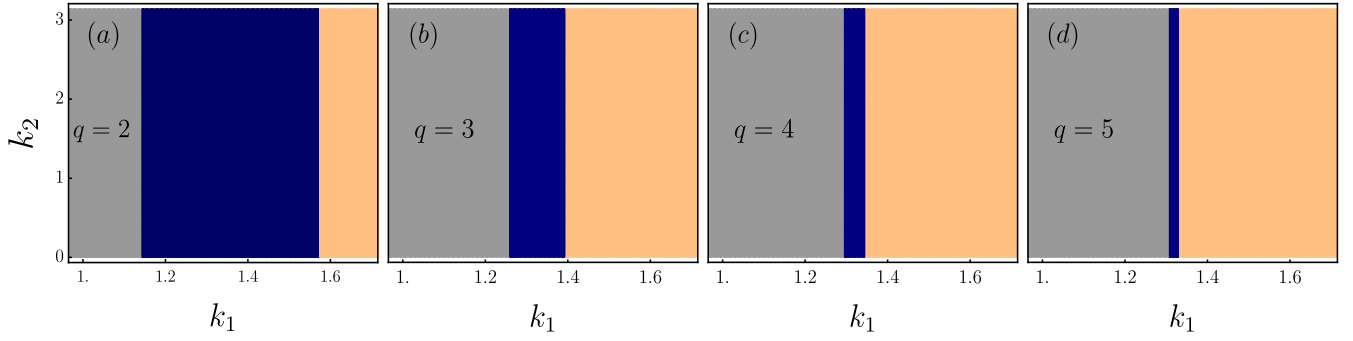 (a) (b) (c) (d)
3
2
1
0
k₂
q = 2 q = 3 q = 4 q = 5
1. 1.2 1.4 1.6 1. 1.2 1.4 1.6 1. 1.2 1.4 1.6 1. 1.2 1.4 1.6
k₁ k₁ k₁ k₁